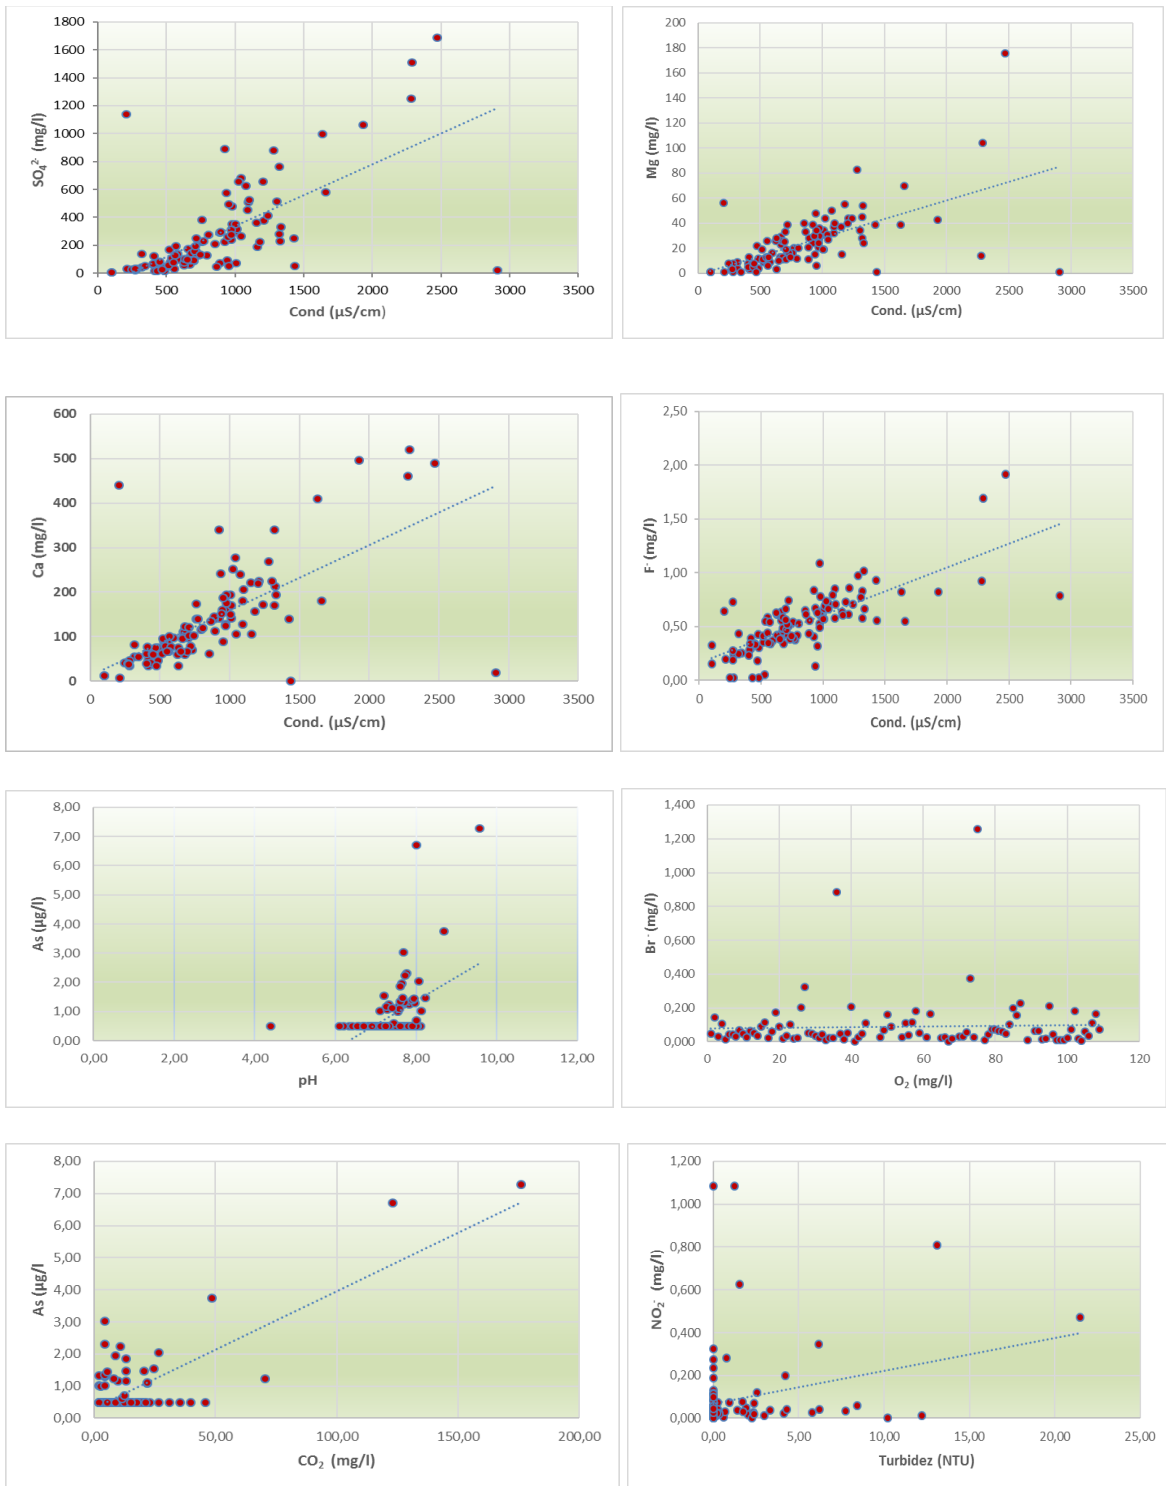 1800
1600
1400
1200
1000
800
600
400
200
0
SO₄²⁻ (mg/l)
0 500 1000 1500 2000 2500 3000 3500
Cond (µS/cm)
200
180
160
140
120
100
80
60
40
20
0
Mg (mg/l)
0 500 1000 1500 2000 2500 3000 3500
Cond. (µS/cm)
600
500
400
300
200
100
0
Ca (mg/l)
0 500 1000 1500 2000 2500 3000 3500
Cond. (µS/cm)
2,50
2,00
1,50
1,00
0,50
0,00
F⁻ (mg/l)
0 500 1000 1500 2000 2500 3000 3500
Cond. (µS/cm)
8,00
7,00
6,00
5,00
4,00
3,00
2,00
1,00
0,00
As (µg/l)
0,00 2,00 4,00 6,00 8,00 10,00 12,00
pH
1,400
1,200
1,000
0,800
0,600
0,400
0,200
0,000
Br⁻ (mg/l)
0 20 40 60 80 100 120
O₂ (mg/l)
8,00
7,00
6,00
5,00
4,00
3,00
2,00
1,00
0,00
As (µg/l
0,00 50,00 100,00 150,00 200,00
CO₂ (mg/l)
1,200
1,000
0,800
0,600
0,400
0,200
0,000
NO₂⁻ (mg/l)
0,00 5,00 10,00 15,00 20,00 25,00
Turbidez (NTU)